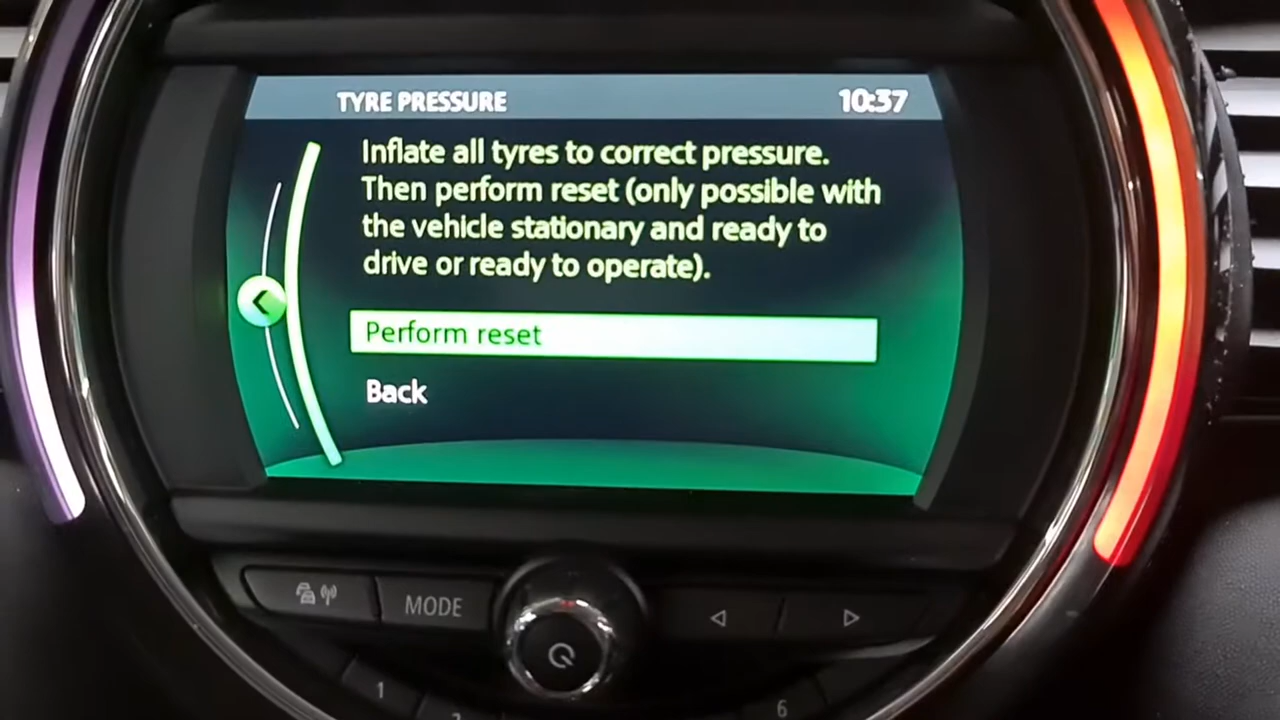 TYRE PRESSURE 10:37
Inflate all tyres to correct pressure.
Then perform reset (only possible with
the vehicle stationary and ready to
drive or ready to operate).
Perform reset
Back
MODE
1
6